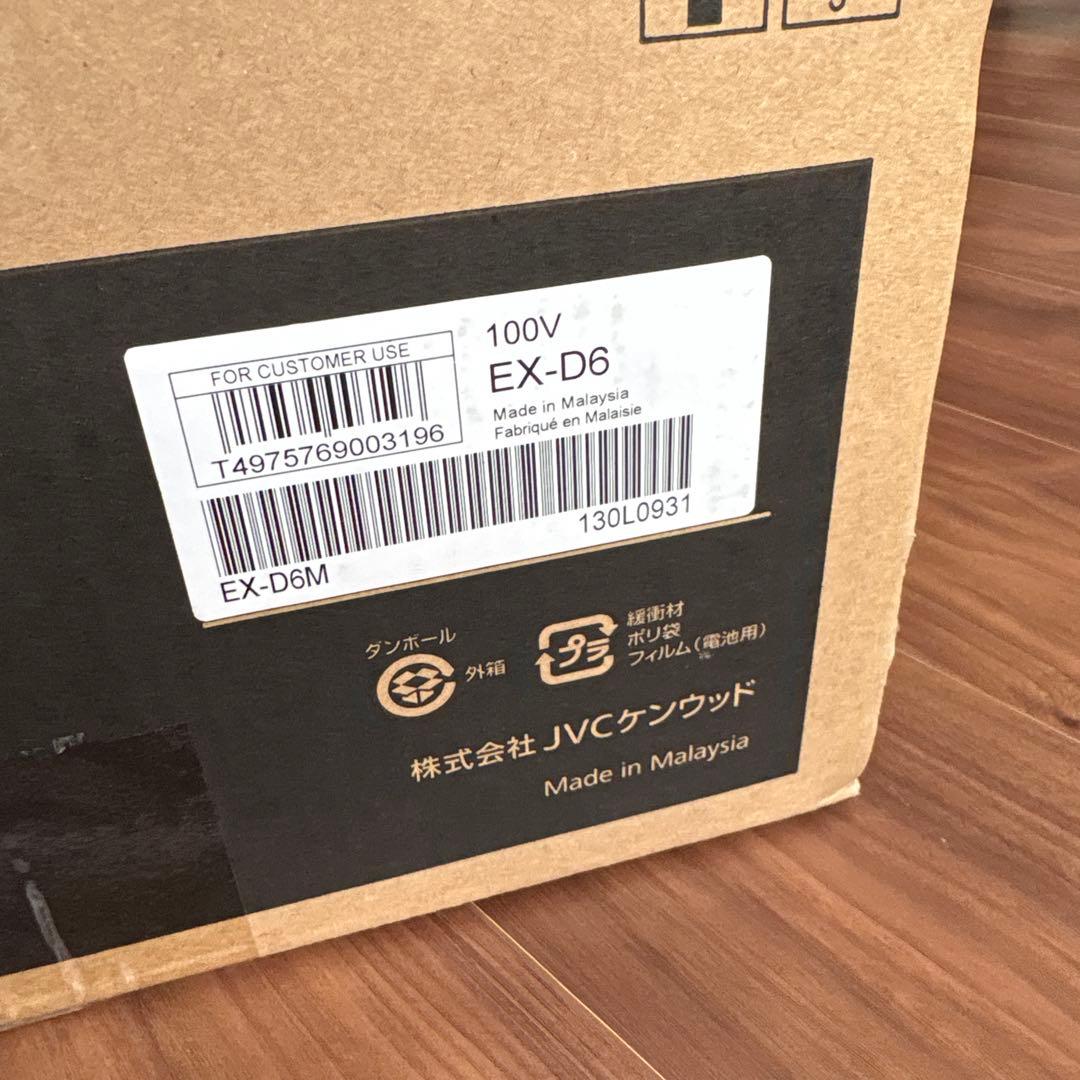 FOR CUSTOMER USE
T4975769003196
100V
EX-D6
Made in Malaysia
Fabriqué en Malaisie
130L0931
EX-D6M
ダンボール
外箱
プラ
緩衝材
ポリ袋
フィルム(電池用)
株式会社 JVCケンウッド
Made in Malaysia